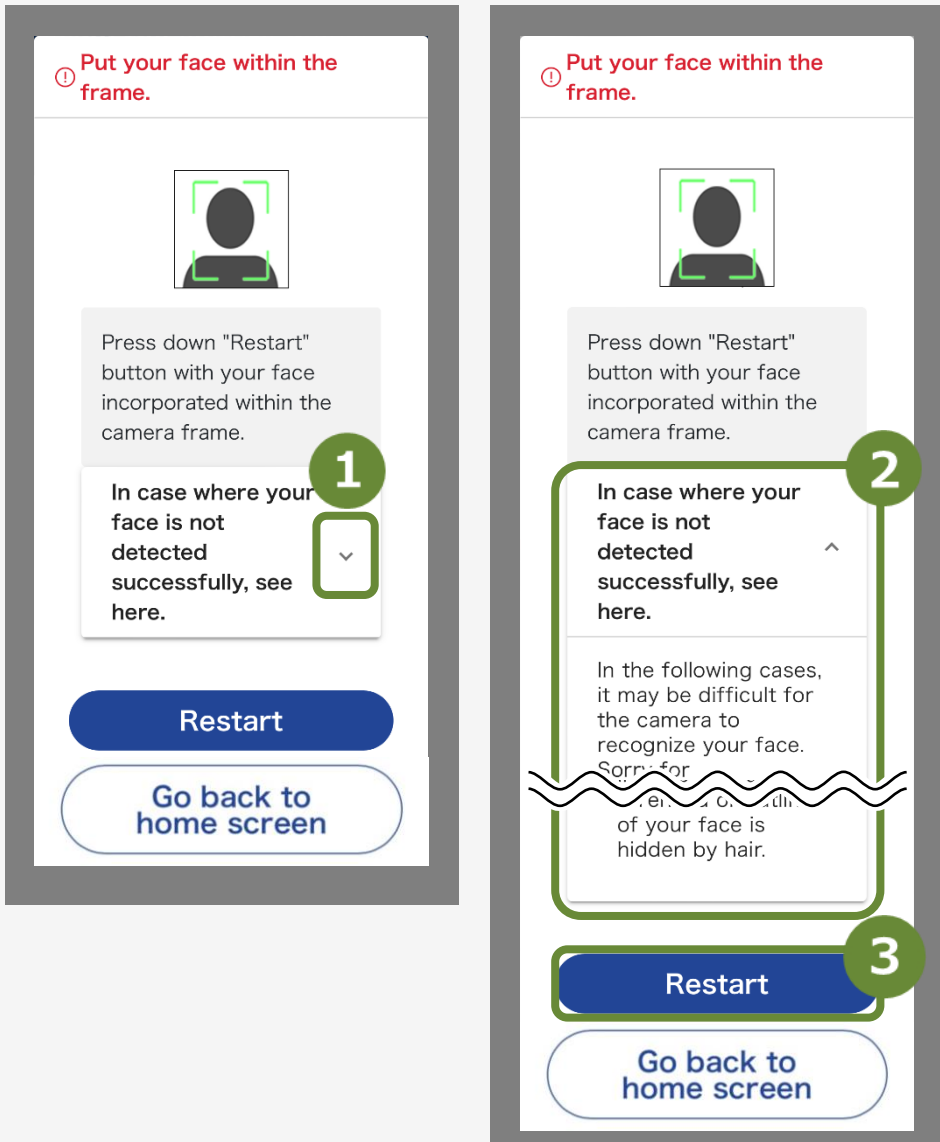 Put your face within the
frame.
Press down "Restart"
button with your face
incorporated within the
camera frame.
1
In case where your
face is not
detected
successfully, see
here.
Restart
Go back to
home screen
Put your face within the
frame.
Press down "Restart"
button with your face
incorporated within the
camera frame.
2
In case where your
face is not
detected
successfully, see
here.
In the following cases,
it may be difficult for
the camera to
recognize your face.
Sorry for
of your face is
hidden by hair.
3
Restart
Go back to
home screen